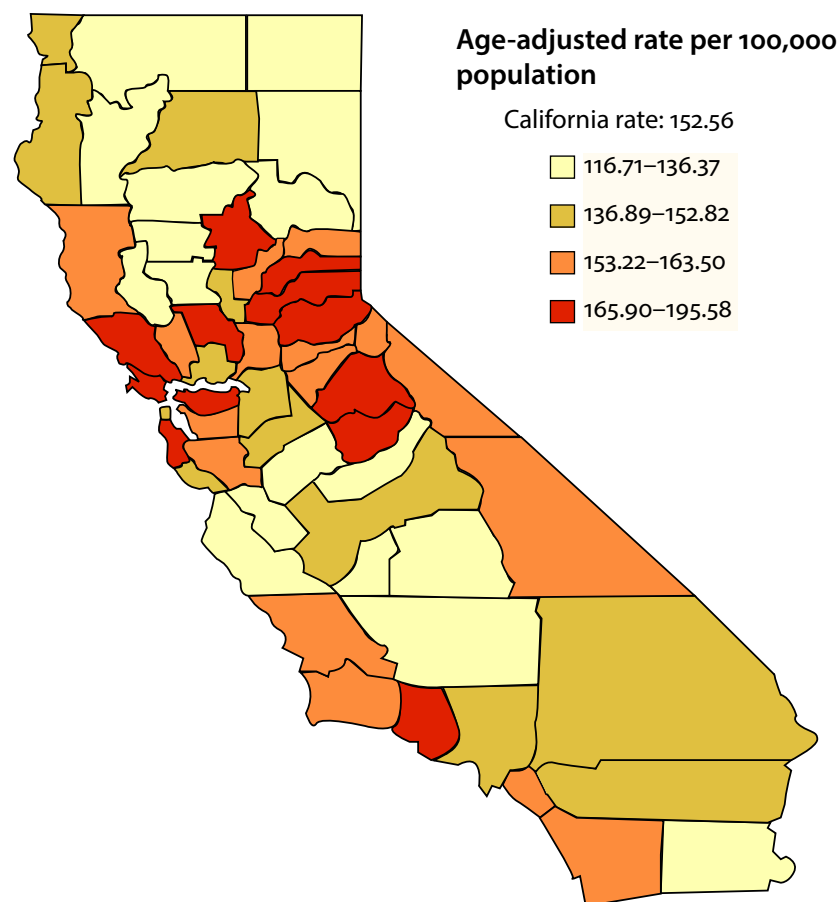 Age-adjusted rate per 100,000
population
California rate: 152.56
116.71–136.37
136.89–152.82
153.22–163.50
165.90–195.58